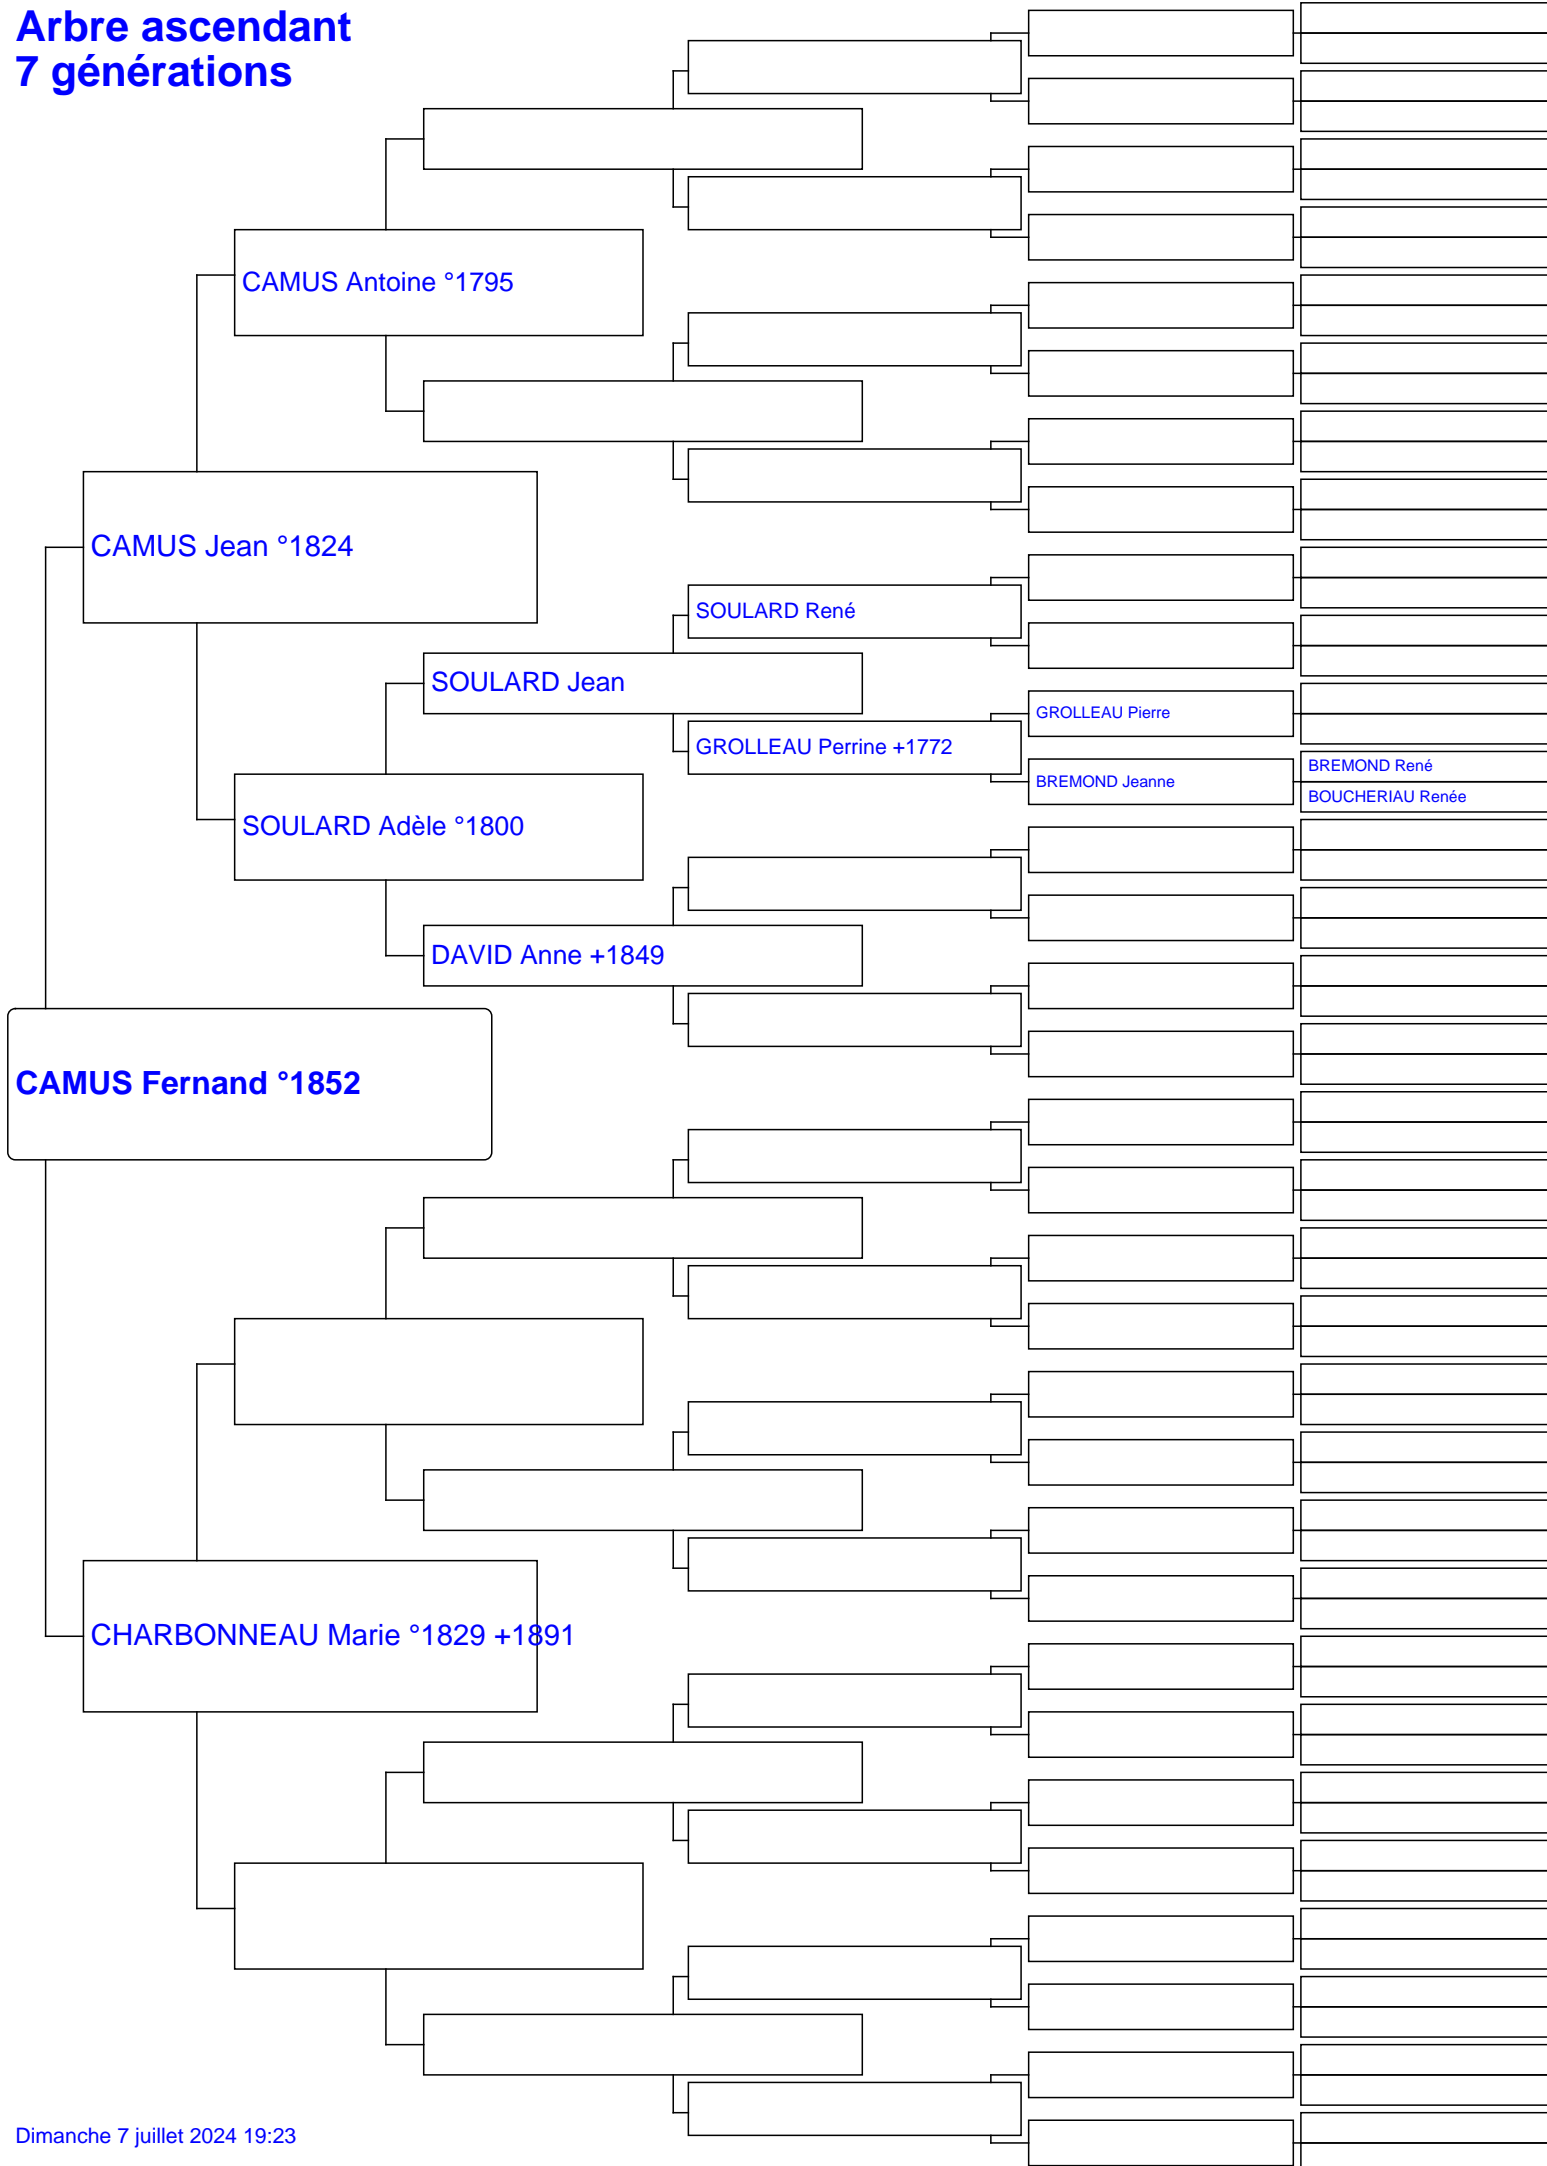 Arbre ascendant
7 générations
CAMUS Antoine °1795
CAMUS Jean °1824
SOULARD René
SOULARD Jean
GROLLEAU Pierre
GROLLEAU Perrine +1772
BREMOND René
BREMOND Jeanne
BOUCHERIAU Renée
SOULARD Adèle °1800
DAVID Anne +1849
CAMUS Fernand °1852
CHARBONNEAU Marie °1829 +1891
Dimanche 7 juillet 2024 19:23